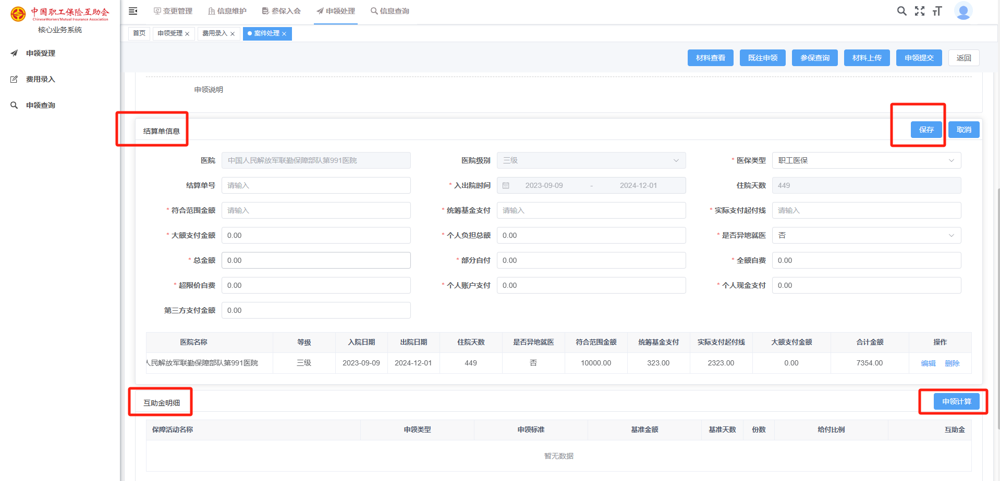 中国职工保险互助会
ChineseWorkers'Mutual Insurance Association
核心业务系统
变更管理 信息维护 参保入会 申领处理 信息查询
首页 申领受理 × 费用录入 × 案件处理 ×
申领受理
费用录入
申领查询
材料查看 既往申领 参保查询 材料上传 申领提交 返回
申领说明
结算单信息 保存 取消
医院 中国人民解放军联勤保障部队第991医院 医院级别 三级 * 医保类型 职工医保
结算单号 请输入 * 入出院时间 2023-09-09 - 2024-12-01 住院天数 449
* 符合范围金额 请输入 * 统筹基金支付 请输入 * 实际支付起付线 请输入
* 大额支付金额 0.00 * 个人负担总额 0.00 * 是否异地就医 否
* 总金额 0.00 * 部分自付 0.00 * 全额自费 0.00
* 超限价自费 0.00 * 个人账户支付 0.00 * 个人现金支付 0.00
第三方支付金额 0.00
医院名称 等级 入院日期 出院日期 住院天数 是否异地就医 符合范围金额 统筹基金支付 实际支付起付线 大额支付金额 合计金额 操作
人民解放军联勤保障部队第991医院 三级 2023-09-09 2024-12-01 449 否 10000.00 323.00 2323.00 0.00 7354.00 编辑 删除
互助金明细 申领计算
保障活动名称 申领类型 申领标准 基准金额 基准天数 份数 给付比例 互助金
暂无数据